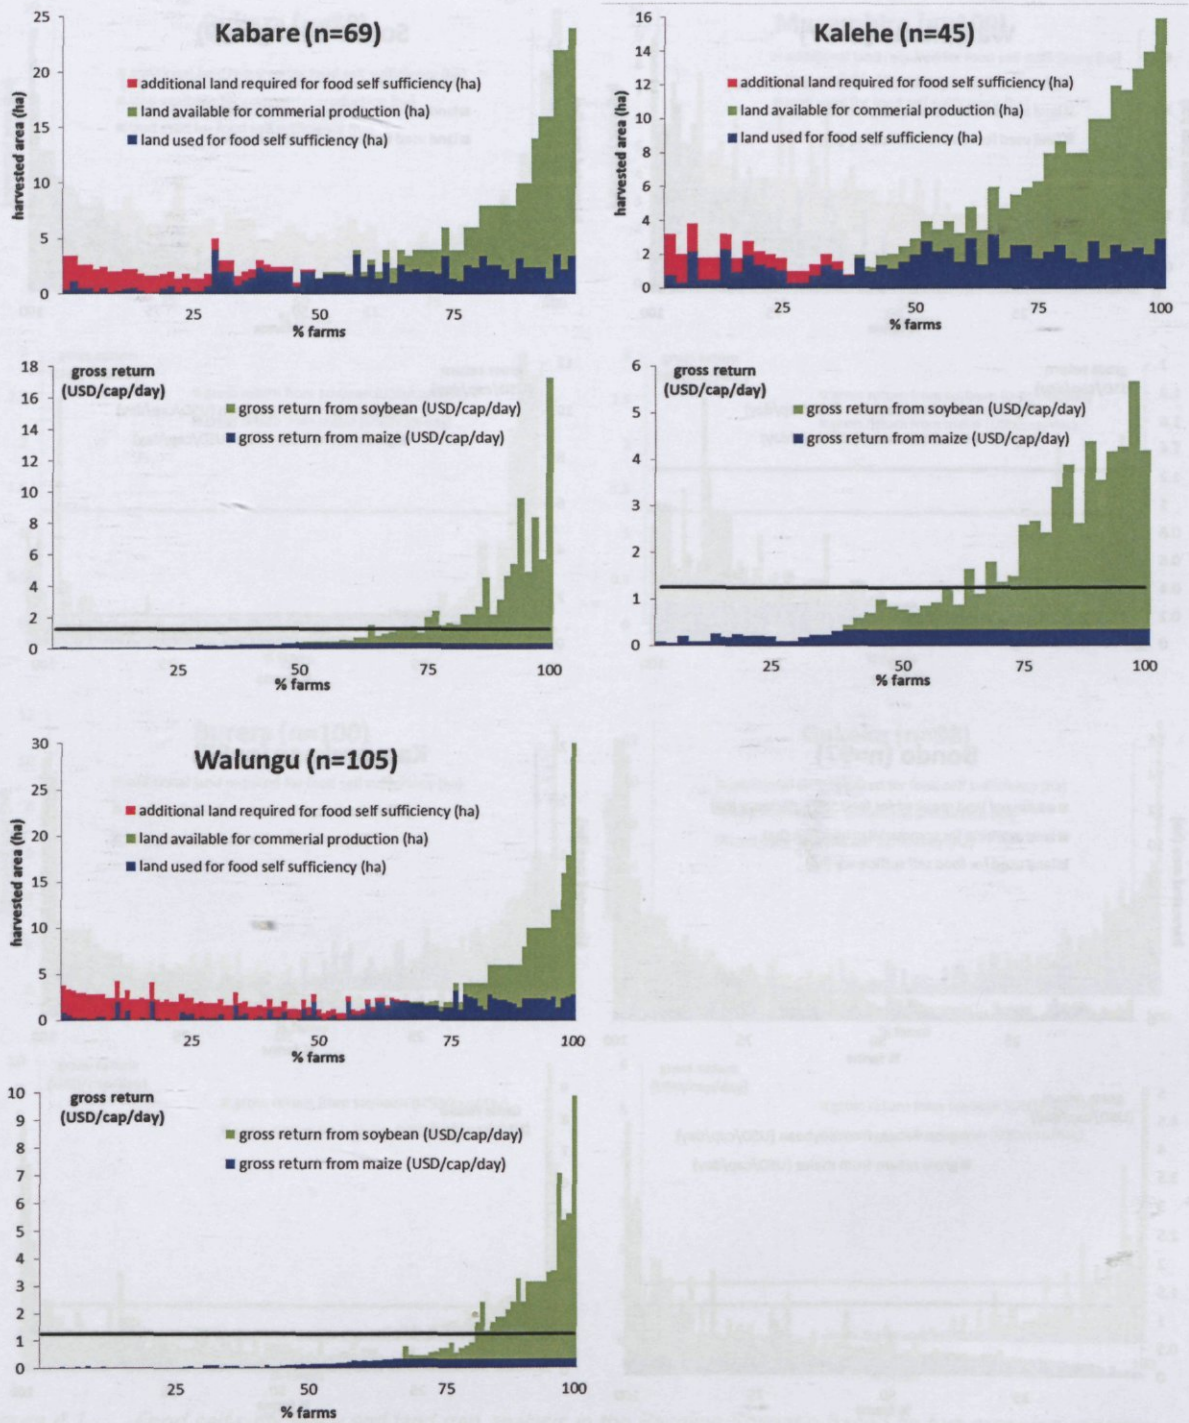 Kabare (n=69)
25
20
15
10
5
0
harvested area (ha)
additional land required for food self sufficiency (ha)
land available for commerial production (ha)
land used for food self sufficiency (ha)
25
50
75
% farms
Kalehe (n=45)
16
14
12
10
8
6
4
2
0
harvested area (ha)
additional land required for food self sufficiency (ha)
land available for commerial production (ha)
land used for food self sufficiency (ha)
25
50
75
100
% farms
gross return
(USD/cap/day)
18
16
14
12
10
8
6
4
2
0
gross return from soybean (USD/cap/day)
gross return from maize (USD/cap/day)
25
50
75
100
% farms
gross return
(USD/cap/day)
6
5
4
3
2
1
0
gross return from soybean (USD/cap/day)
gross return from maize (USD/cap/day)
25
50
75
100
% farms
Walungu (n=105)
30
25
20
15
10
5
0
harvested area (ha)
additional land required for food self sufficiency (ha)
land available for commerial production (ha)
land used for food self sufficiency (ha)
25
50
75
100
% farms
gross return
(USD/cap/day)
10
9
8
7
6
5
4
3
2
1
0
gross return from soybean (USD/cap/day)
gross return from maize (USD/cap/day)
25
50
75
100
% farms